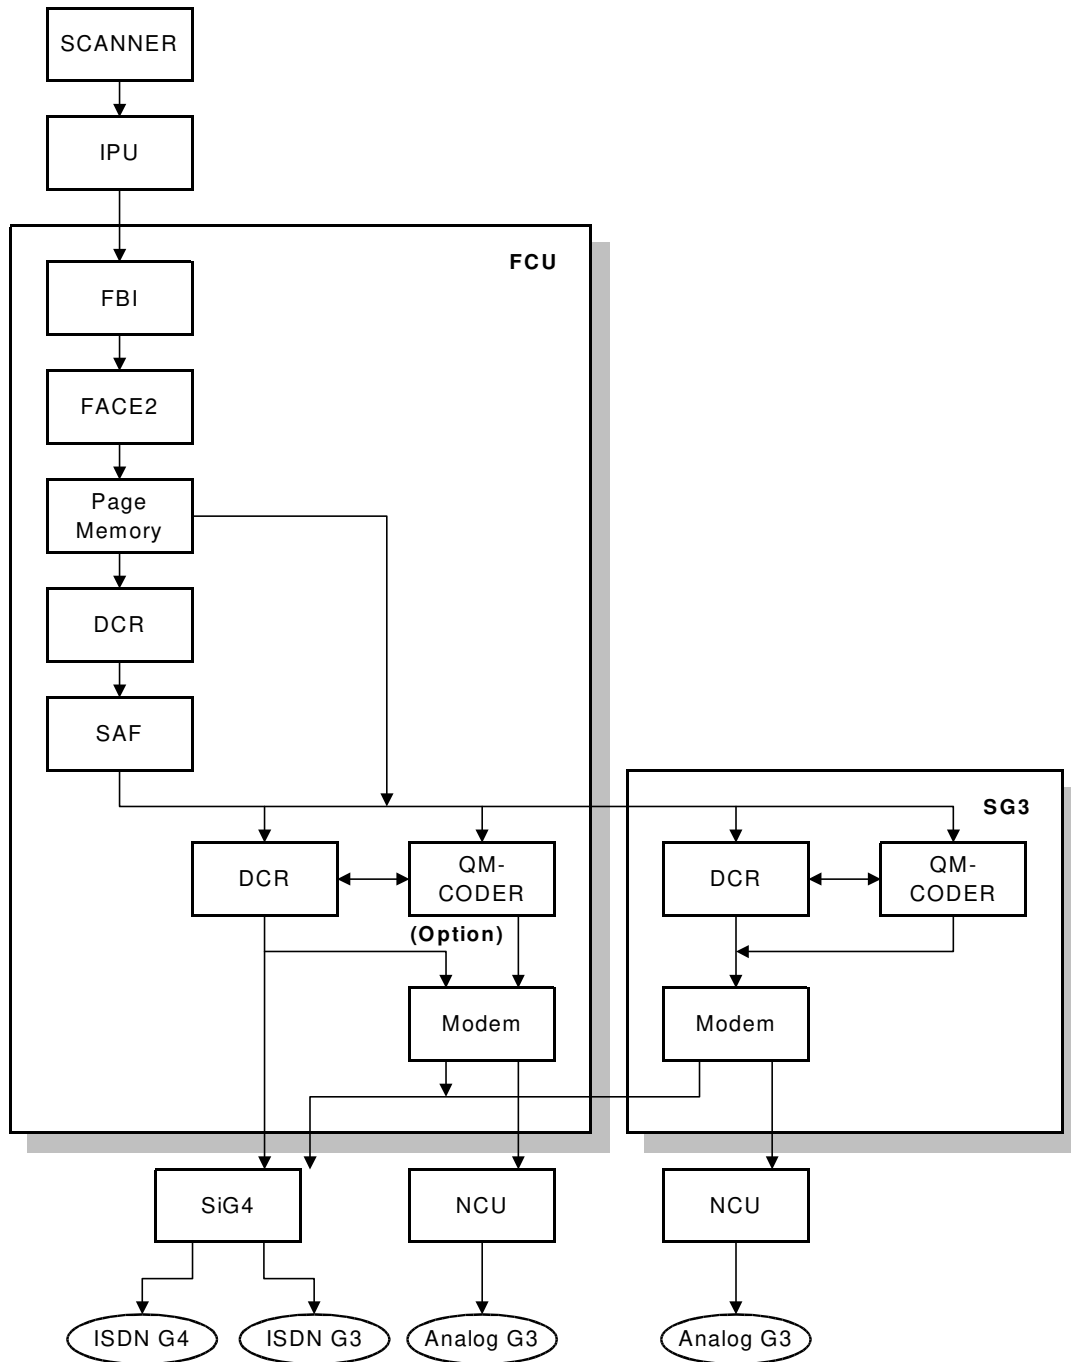 SCANNER
IPU
FCU
FBI
FACE2
Page
Memory
DCR
SAF
SG3
DCR
QM-
CODER
DCR
QM-
CODER
(Option)
Modem
Modem
SiG4
NCU
NCU
ISDN G4
ISDN G3
Analog G3
Analog G3